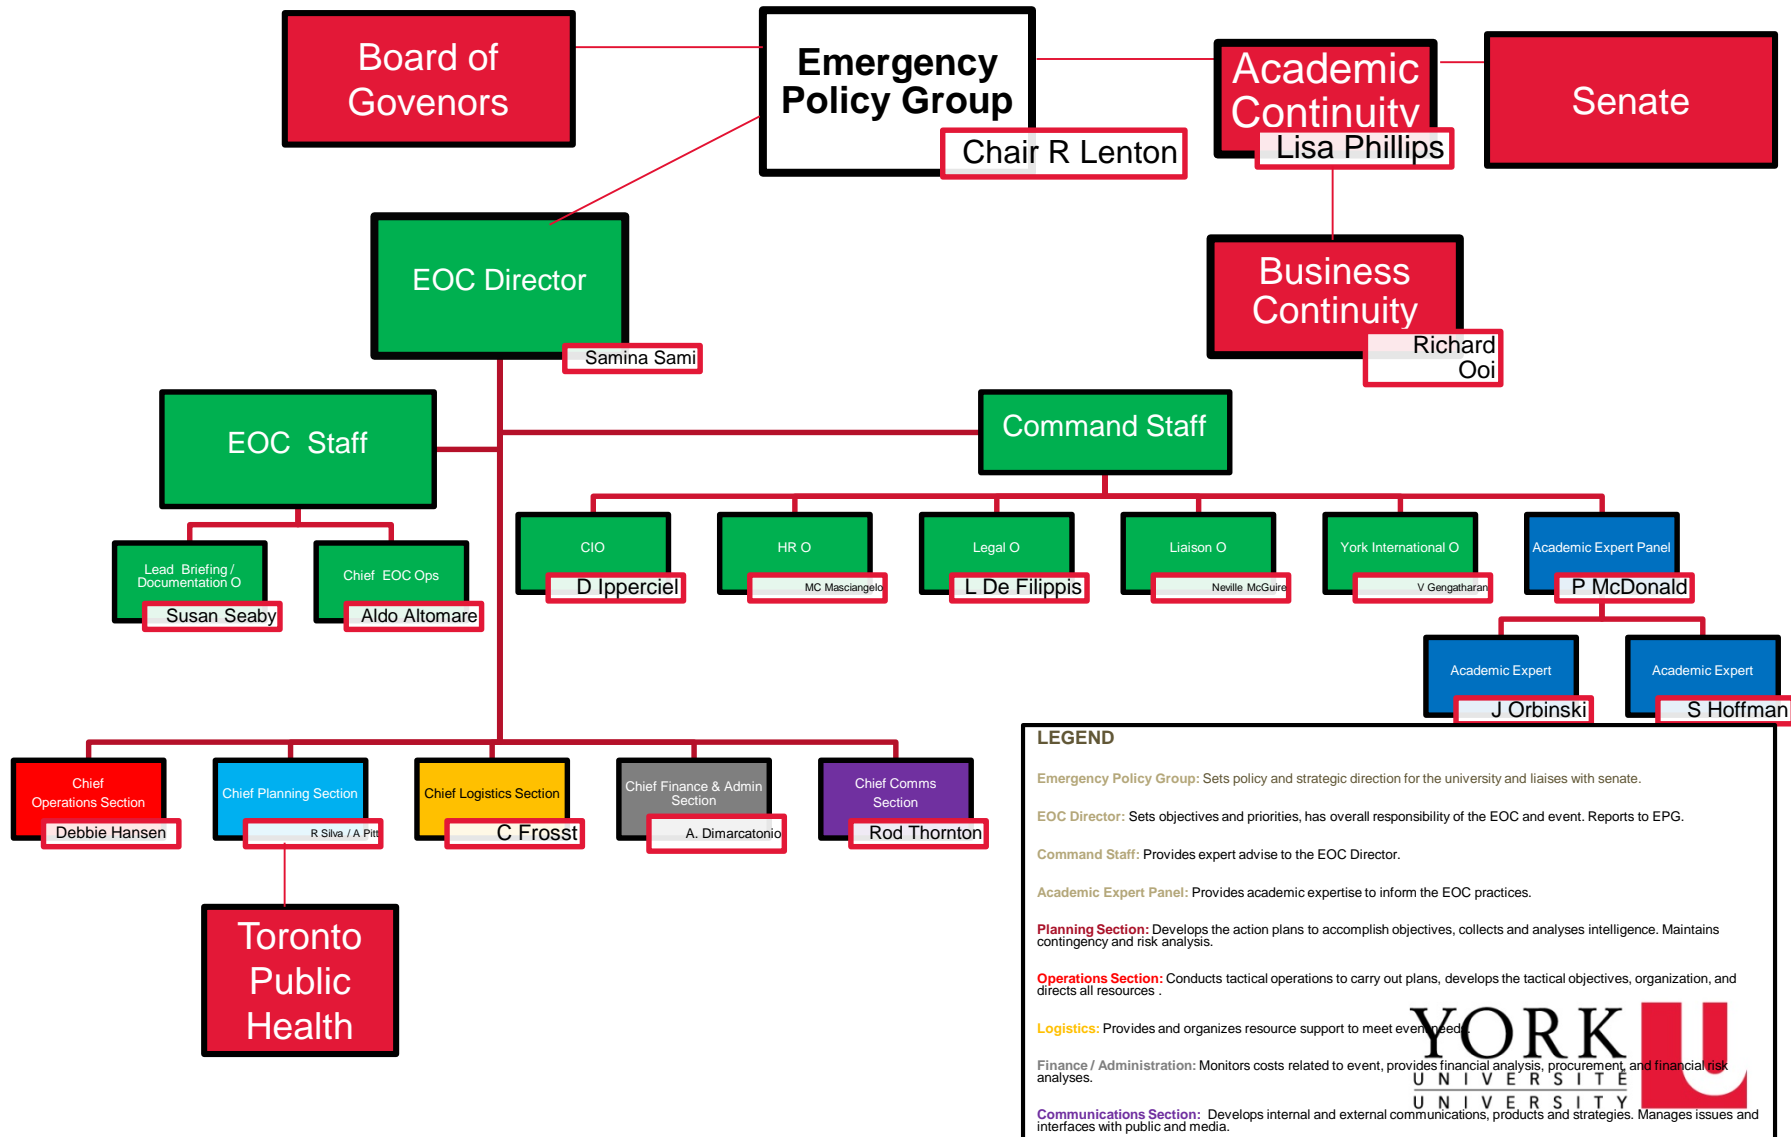 Board of
Govenors
Emergency
Policy Group
Chair R Lenton
Academic
Continuity
Lisa Phillips
Senate
EOC Director
Samina Sami
Business
Continuity
Richard
Ooi
EOC  Staff
Command Staff
Lead  Briefing /
Documentation O
Susan Seaby
Chief  EOC Ops
Aldo Altomare
CIO
D Ipperciel
HR O
MC Masciangelo
Legal O
L De Filippis
Liaison O
Neville McGuire
York International O
V Gengatharan
Academic Expert Panel
P McDonald
Academic Expert
J Orbinski
Academic Expert
S Hoffman
Chief
Operations Section
Debbie Hansen
Chief Planning Section
R Silva / A Pitt
Chief Logistics Section
C Frosst
Chief Finance & Admin
Section
A. Dimarcatonio
Chief Comms
Section
Rod Thornton
Toronto
Public
Health
LEGEND
Emergency Policy Group: Sets policy and strategic direction for the university and liaises with senate.
EOC Director: Sets objectives and priorities, has overall responsibility of the EOC and event. Reports to EPG.
Command Staff: Provides expert advise to the EOC Director.
Academic Expert Panel: Provides academic expertise to inform the EOC practices.
Planning Section: Develops the action plans to accomplish objectives, collects and analyses intelligence. Maintains
contingency and risk analysis.
Operations Section: Conducts tactical operations to carry out plans, develops the tactical objectives, organization, and
directs all resources .
Logistics: Provides and organizes resource support to meet event needs.
Finance / Administration: Monitors costs related to event, provides financial analysis, procurement, and financial risk
analyses.
Communications Section:  Develops internal and external communications, products and strategies. Manages issues and
interfaces with public and media.
YORK U
UNIVERSITÉ
UNIVERSITY